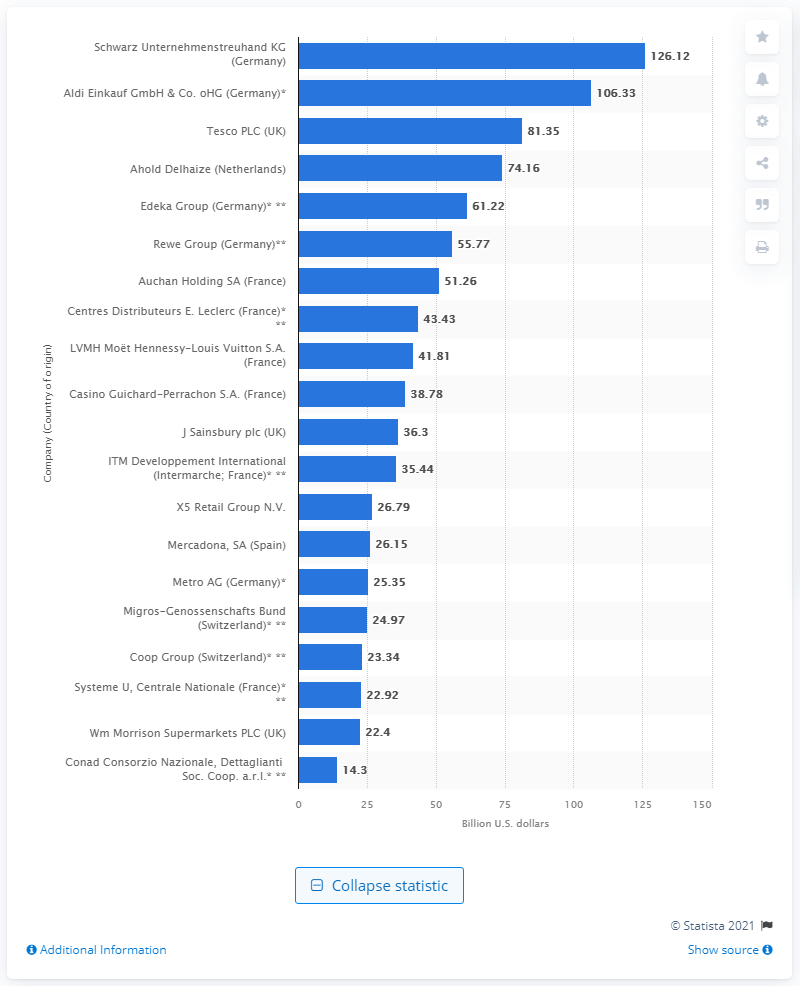 Schwarz Unternehmenstreuhand KG
(Germany)
126.12
Aldi Einkauf GmbH & Co. oHG (Germany)*
106.33
Tesco PLC (UK)
81.35
Ahold Delhaize (Netherlands)
74.16
Edeka Group (Germany)* **
61.22
Rewe Group (Germany)**
55.77
Auchan Holding SA (France)
51.26
Centres Distributeurs E. Leclerc (France)*
**
43.43
LVMH Moët Hennessy-Louis Vuitton S.A.
(France)
41.81
Casino Guichard-Perrachon S.A. (France)
38.78
J Sainsbury plc (UK)
36.3
ITM Developpement International
(Intermarche; France)* **
35.44
X5 Retail Group N.V.
26.79
Mercadona, SA (Spain)
26.15
Metro AG (Germany)*
25.35
Migros-Genossenschafts Bund
(Switzerland)* **
24.97
Coop Group (Switzerland)* **
23.34
Systeme U, Centrale Nationale (France)*
**
22.92
Wm Morrison Supermarkets PLC (UK)
22.4
Conad Consorzio Nazionale, Dettaglianti
Soc. Coop. a.r.l.* **
14.3
Company (Country of origin)
0 25 50 75 100 125 150
Billion U.S. dollars
Collapse statistic
© Statista 2021
Additional Information
Show source